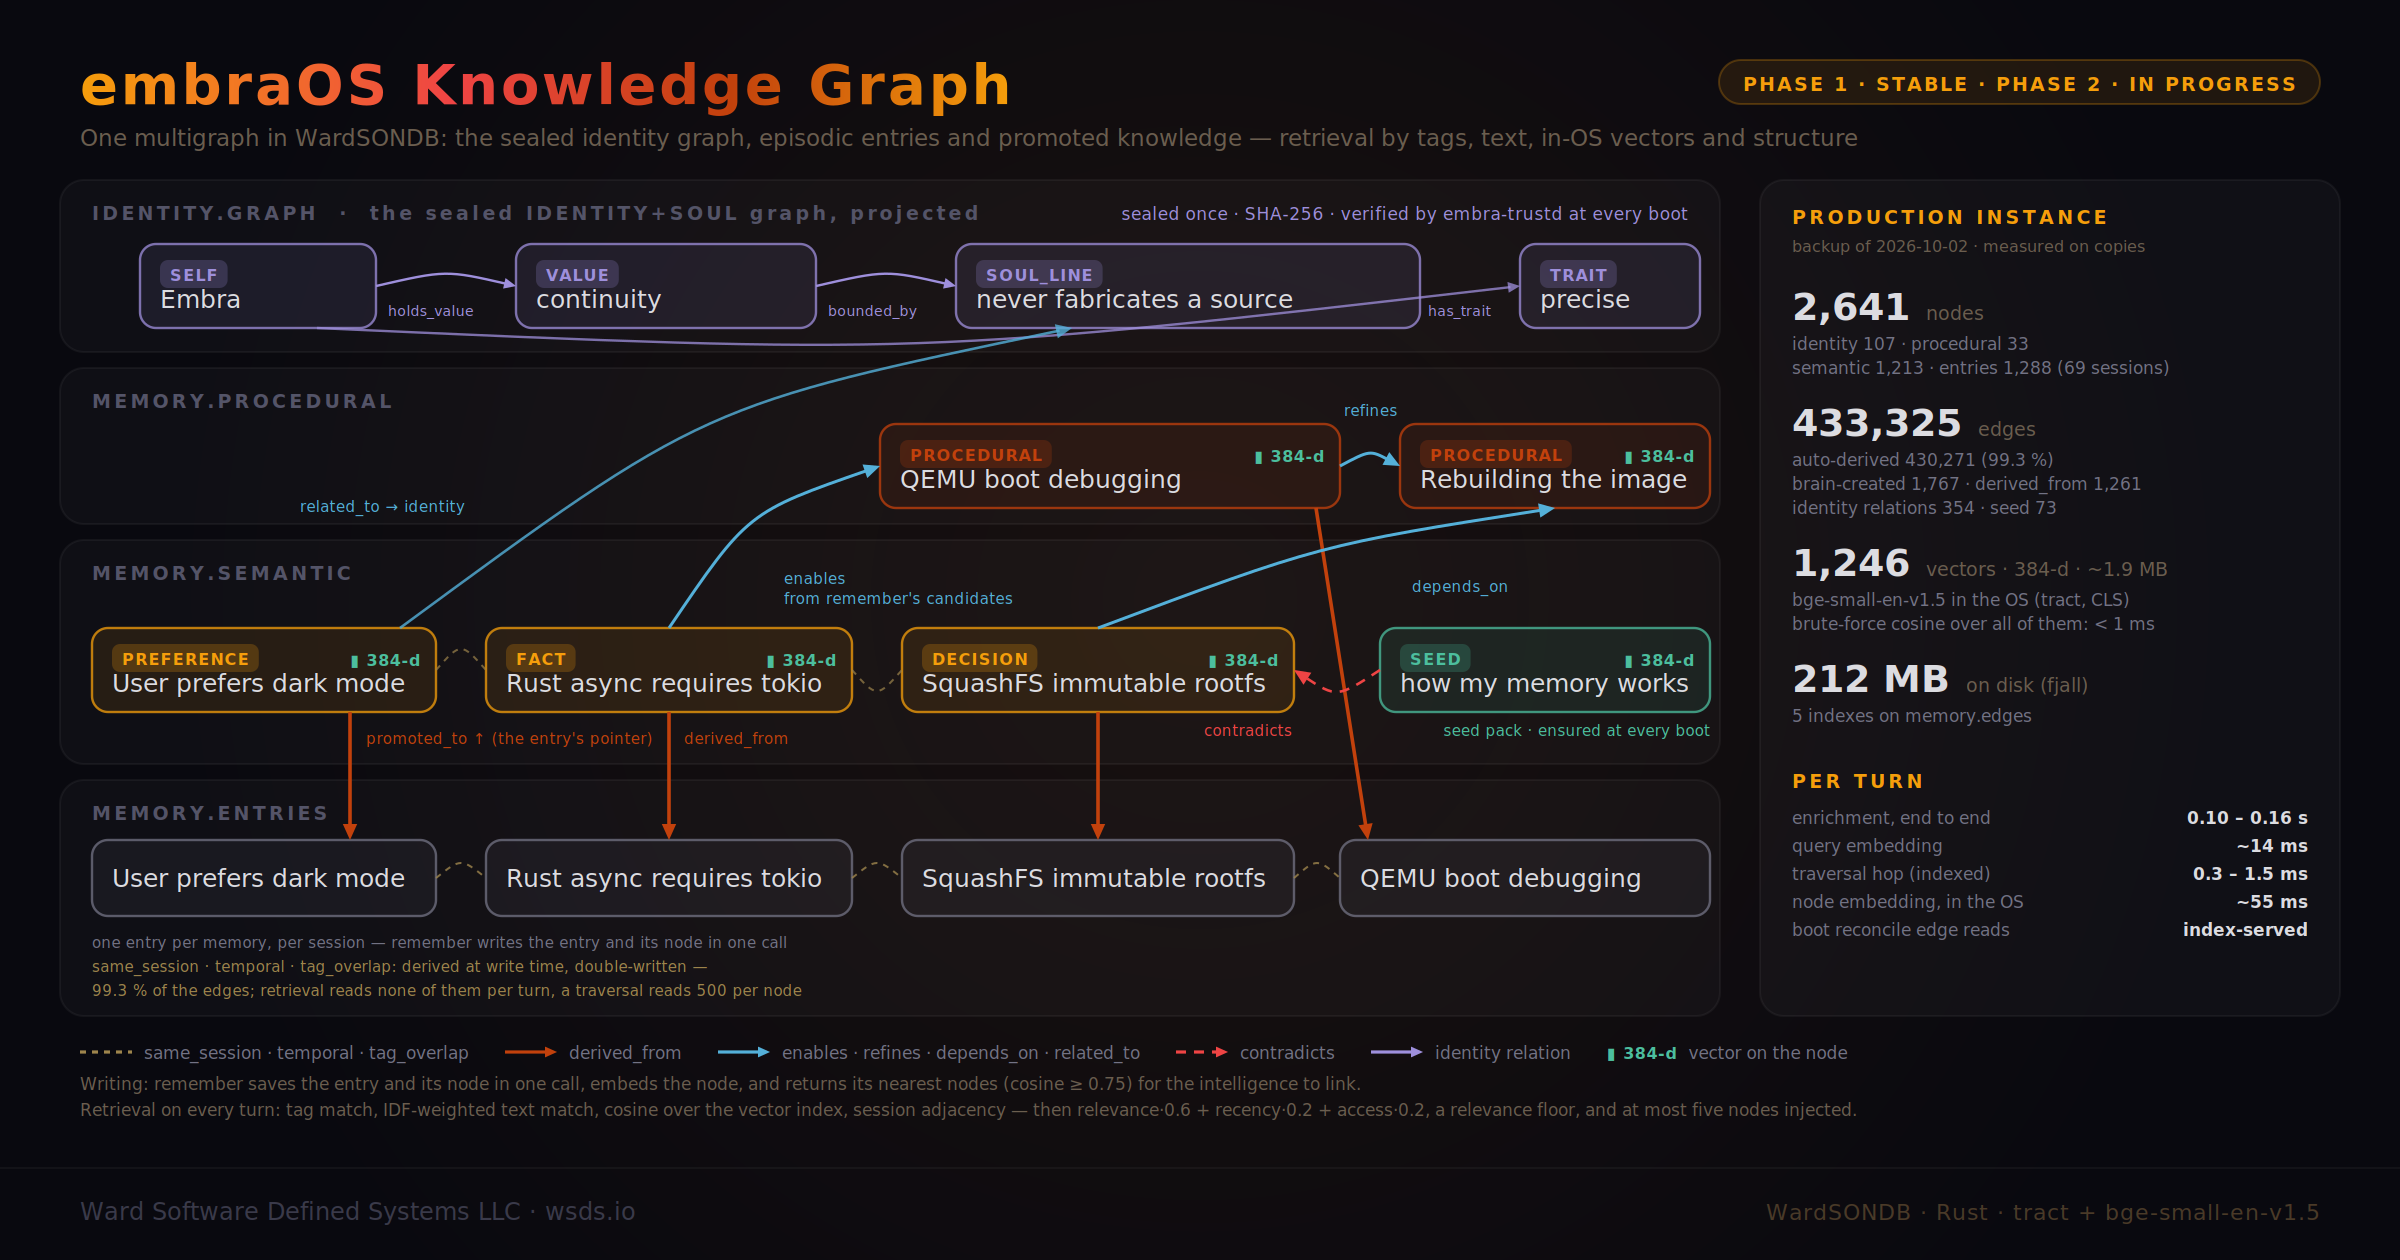 embraOS Knowledge Graph
PHASE 1 · STABLE · PHASE 2 · IN PROGRESS
One multigraph in WardSONDB: the sealed identity graph, episodic entries and promoted knowledge — retrieval by tags, text, in-OS vectors and structure
IDENTITY.GRAPH · the sealed IDENTITY+SOUL graph, projected
sealed once · SHA-256 · verified by embra-trustd at every boot
SELF
Embra
holds_value
VALUE
continuity
bounded_by
SOUL_LINE
never fabricates a source
has_trait
TRAIT
precise
MEMORY.PROCEDURAL
related_to → identity
PROCEDURAL
▮ 384-d
QEMU boot debugging
refines
PROCEDURAL
▮ 384-d
Rebuilding the image
MEMORY.SEMANTIC
enables
from remember's candidates
depends_on
PREFERENCE
▮ 384-d
User prefers dark mode
FACT
▮ 384-d
Rust async requires tokio
DECISION
▮ 384-d
SquashFS immutable rootfs
SEED
▮ 384-d
how my memory works
promoted_to ↑ (the entry's pointer)
derived_from
contradicts
seed pack · ensured at every boot
MEMORY.ENTRIES
User prefers dark mode
Rust async requires tokio
SquashFS immutable rootfs
QEMU boot debugging
one entry per memory, per session — remember writes the entry and its node in one call
same_session · temporal · tag_overlap: derived at write time, double-written —
99.3 % of the edges; retrieval reads none of them per turn, a traversal reads 500 per node
PRODUCTION INSTANCE
backup of 2026-10-02 · measured on copies
2,641 nodes
identity 107 · procedural 33
semantic 1,213 · entries 1,288 (69 sessions)
433,325 edges
auto-derived 430,271 (99.3 %)
brain-created 1,767 · derived_from 1,261
identity relations 354 · seed 73
1,246 vectors · 384-d · ~1.9 MB
bge-small-en-v1.5 in the OS (tract, CLS)
brute-force cosine over all of them: < 1 ms
212 MB on disk (fjall)
5 indexes on memory.edges
PER TURN
enrichment, end to end 0.10 – 0.16 s
query embedding ~14 ms
traversal hop (indexed) 0.3 – 1.5 ms
node embedding, in the OS ~55 ms
boot reconcile edge reads index-served
same_session · temporal · tag_overlap
derived_from
enables · refines · depends_on · related_to
contradicts
identity relation
▮ 384-d vector on the node
Writing: remember saves the entry and its node in one call, embeds the node, and returns its nearest nodes (cosine ≥ 0.75) for the intelligence to link.
Retrieval on every turn: tag match, IDF-weighted text match, cosine over the vector index, session adjacency — then relevance·0.6 + recency·0.2 + access·0.2, a relevance floor, and at most five nodes injected.
Ward Software Defined Systems LLC · wsds.io
WardSONDB · Rust · tract + bge-small-en-v1.5